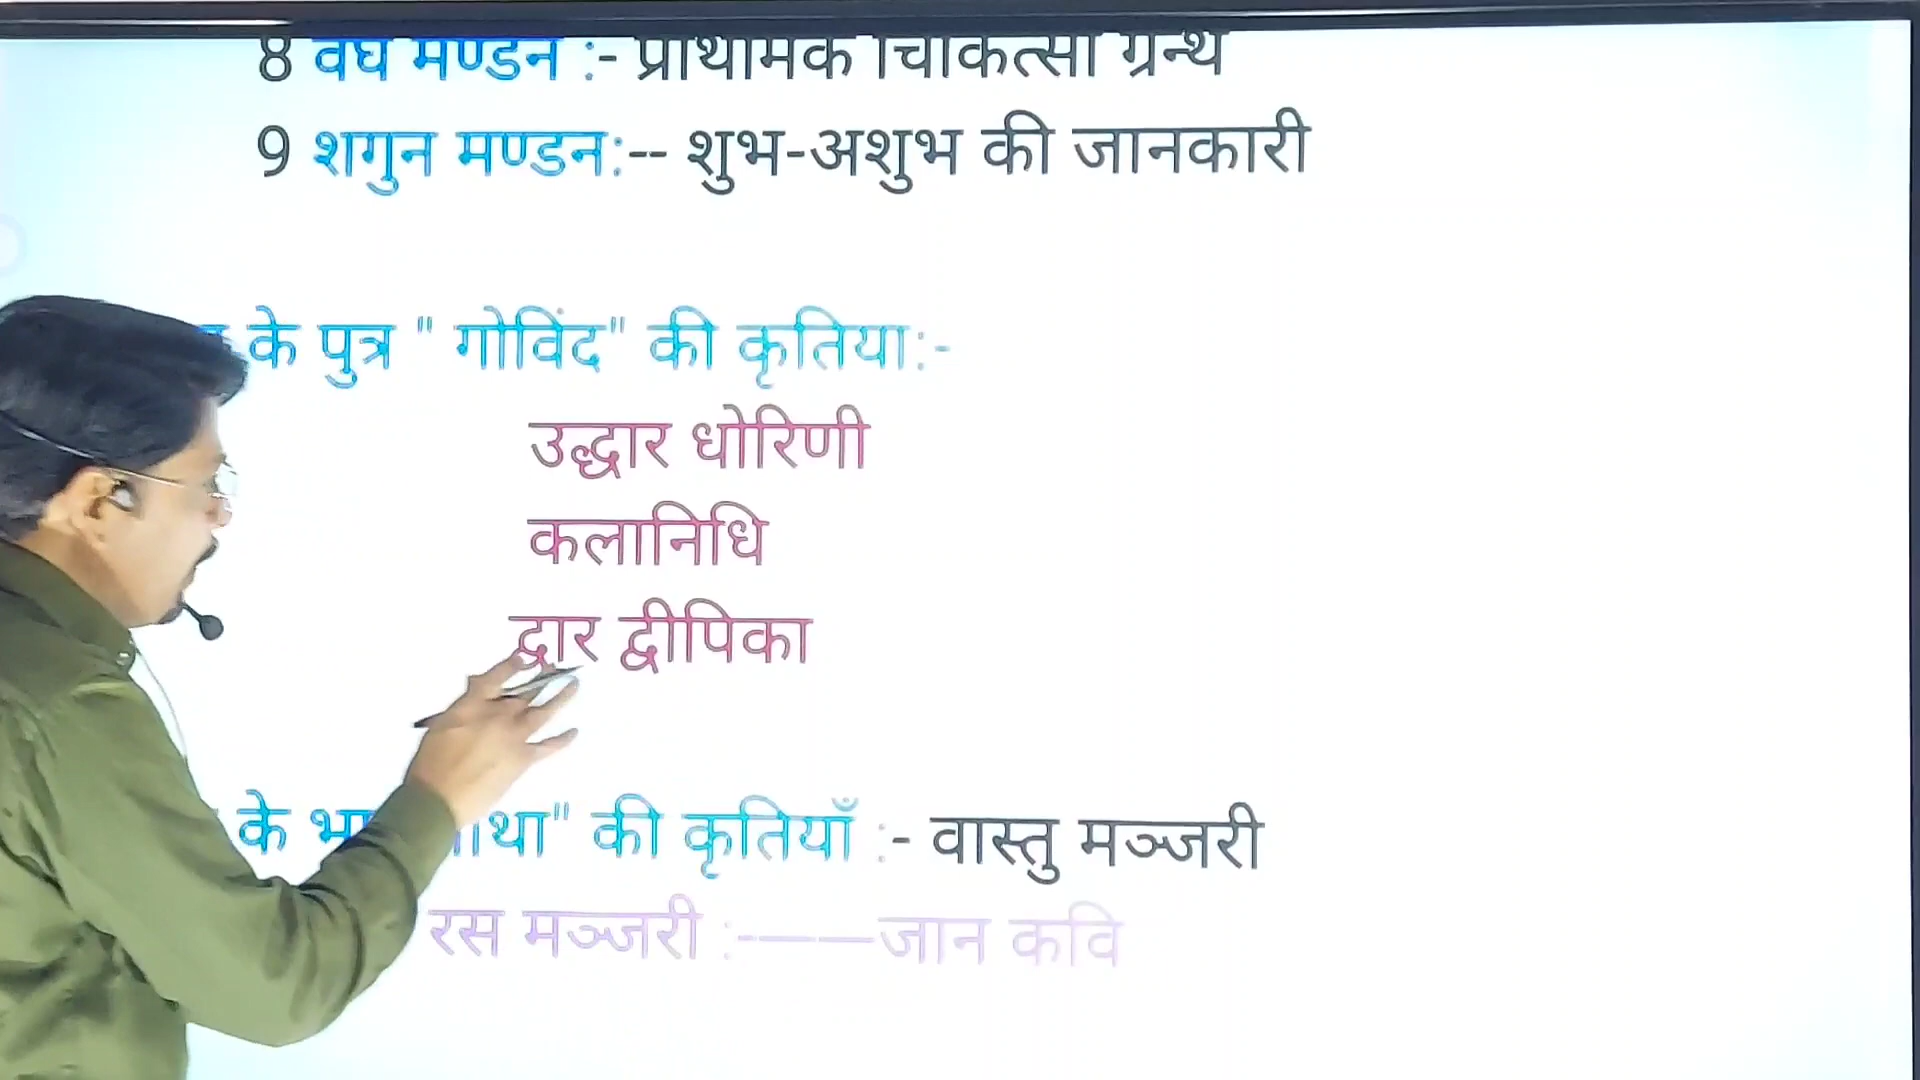 8 वैघ मण्डन :- प्राथमिक चिकित्सा ग्रन्थ
9 शगुन मण्डन:-- शुभ-अशुभ की जानकारी
के पुत्र " गोविंद" की कृतिया:-
उद्धार धोरिणी
कलानिधि
द्वार द्वीपिका
के की कृतियाँ :- वास्तु मञ्जरी
रस मञ्जरी :-——जान कवि